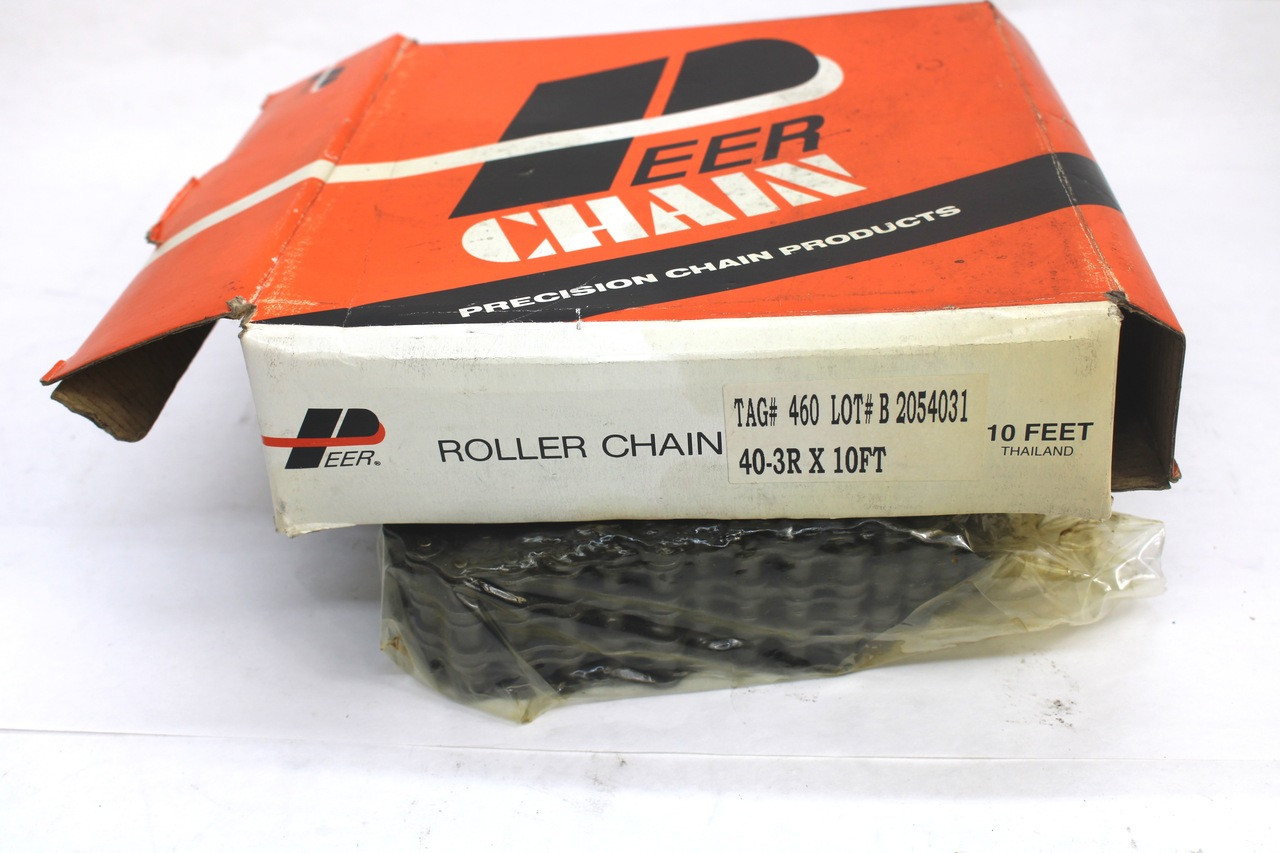 PEER
CHAIN
PRECISION CHAIN PRODUCTS
PEER®
ROLLER CHAIN
TAG# 460 LOT# B 2054031
40-3R X 10FT
10 FEET
THAILAND